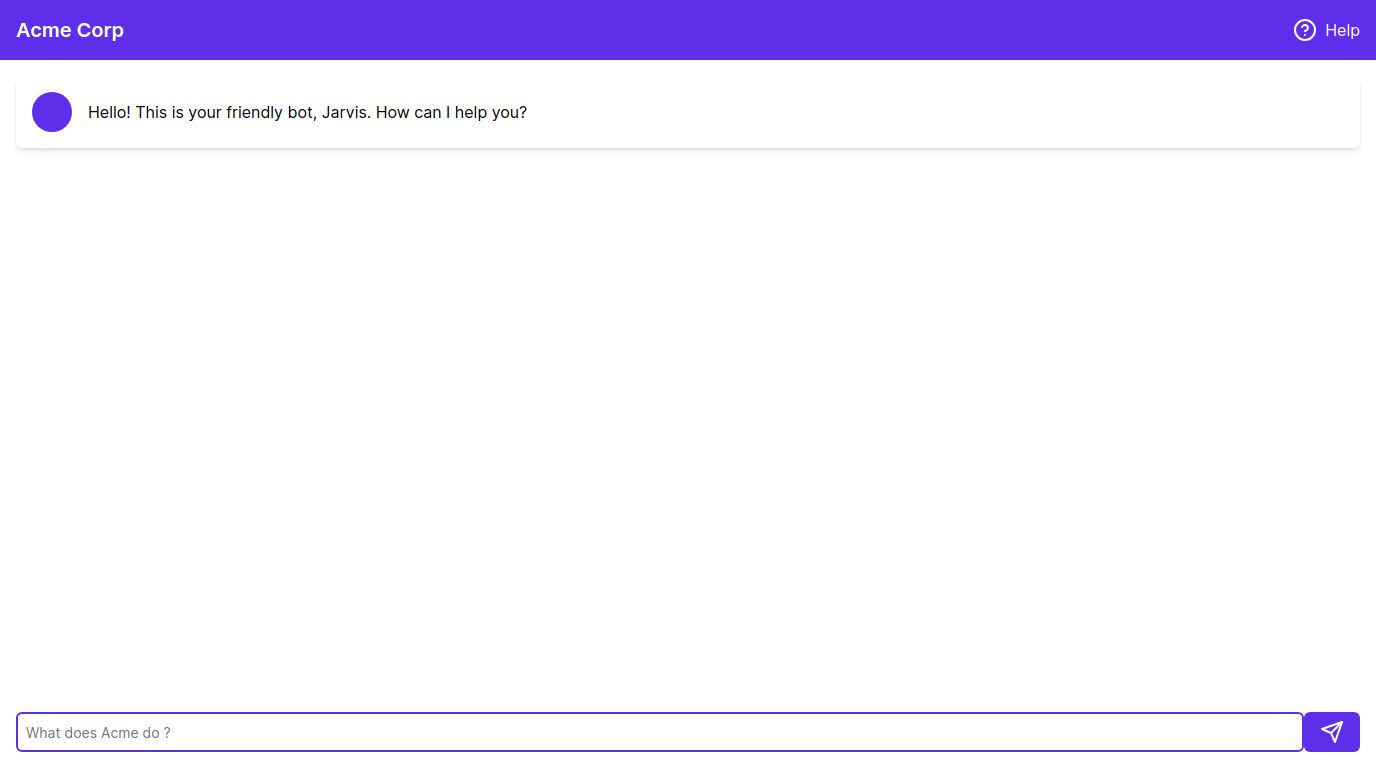 Acme Corp
Help
Hello! This is your friendly bot, Jarvis. How can I help you?
What does Acme do ?